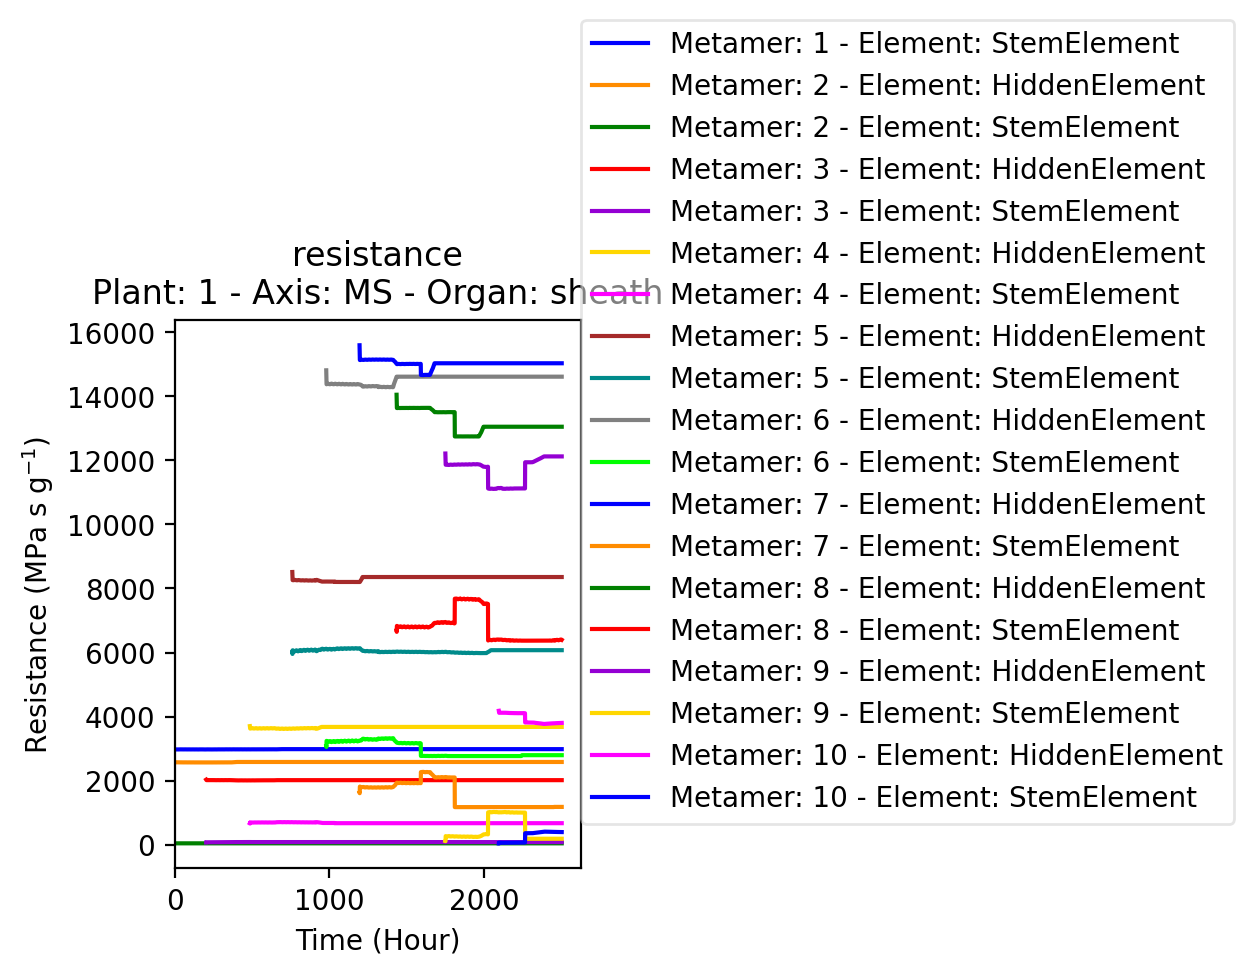 resistance
Plant: 1 - Axis: MS - Organ: sheath
Metamer: 1 - Element: StemElement
Metamer: 2 - Element: HiddenElement
Metamer: 2 - Element: StemElement
Metamer: 3 - Element: HiddenElement
Metamer: 3 - Element: StemElement
Metamer: 4 - Element: HiddenElement
Metamer: 4 - Element: StemElement
Metamer: 5 - Element: HiddenElement
Metamer: 5 - Element: StemElement
Metamer: 6 - Element: HiddenElement
Metamer: 6 - Element: StemElement
Metamer: 7 - Element: HiddenElement
Metamer: 7 - Element: StemElement
Metamer: 8 - Element: HiddenElement
Metamer: 8 - Element: StemElement
Metamer: 9 - Element: HiddenElement
Metamer: 9 - Element: StemElement
Metamer: 10 - Element: HiddenElement
Metamer: 10 - Element: StemElement
Resistance (MPa s g⁻¹)
16000
14000
12000
10000
8000
6000
4000
2000
0
0 1000 2000
Time (Hour)